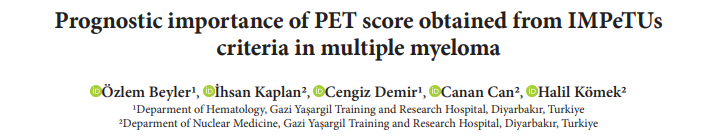 Prognostic importance of PET score obtained from IMPeTUs
criteria in multiple myeloma
Özlem Beyler¹, İhsan Kaplan², Cengiz Demir¹, Canan Can², Halil Kömek²
¹Deparment of Hematology, Gazi Yaşargil Training and Research Hospital, Diyarbakır, Turkiye
²Deparment of Nuclear Medicine, Gazi Yaşargil Training and Research Hospital, Diyarbakır, Turkiye